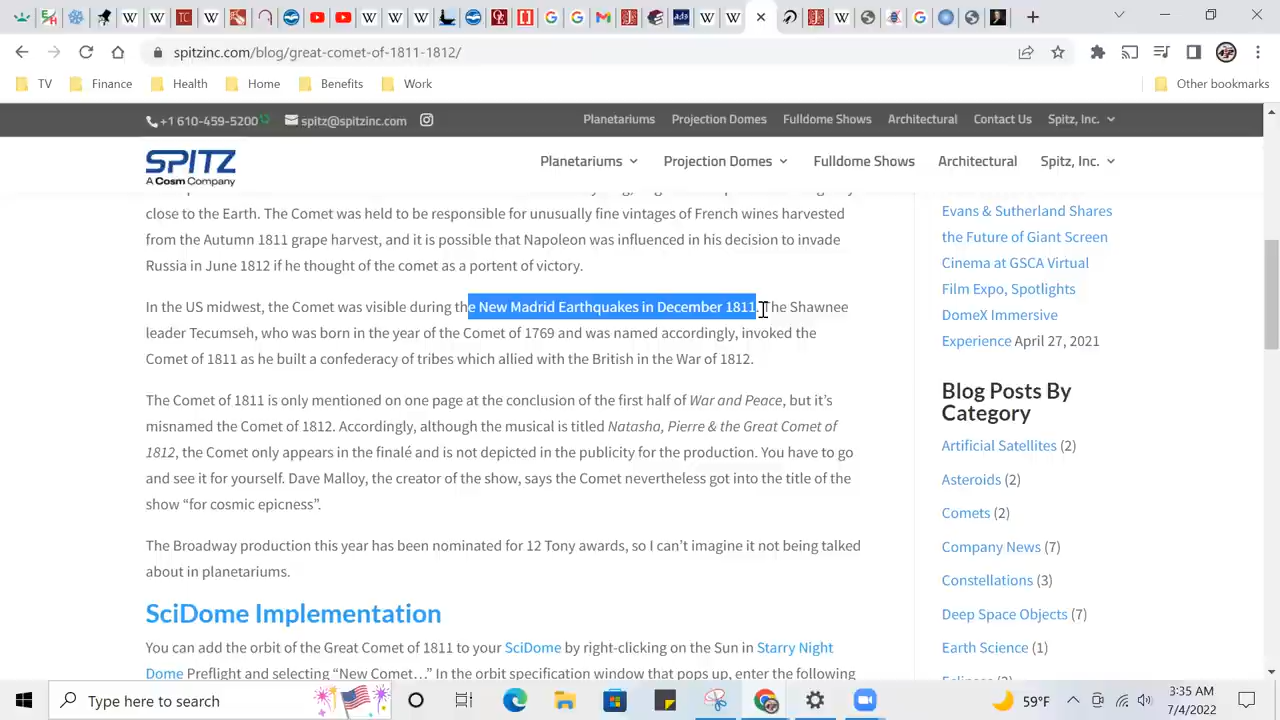 spitzinc.com/blog/great-comet-of-1811-1812/
TV
Finance
Health
Home
Benefits
Work
Other bookmarks
+1 610-459-5200
spitz@spitzinc.com
Planetariums
Projection Domes
Fulldome Shows
Architectural
Contact Us
Spitz, Inc.
SPITZ
A Cosm Company
Planetariums
Projection Domes
Fulldome Shows
Architectural
Spitz, Inc.
close to the Earth. The Comet was held to be responsible for unusually fine vintages of French wines harvested
from the Autumn 1811 grape harvest, and it is possible that Napoleon was influenced in his decision to invade
Russia in June 1812 if he thought of the comet as a portent of victory.
In the US midwest, the Comet was visible during the New Madrid Earthquakes in December 1811. The Shawnee
leader Tecumseh, who was born in the year of the Comet of 1769 and was named accordingly, invoked the
Comet of 1811 as he built a confederacy of tribes which allied with the British in the War of 1812.
The Comet of 1811 is only mentioned on one page at the conclusion of the first half of War and Peace, but it's
misnamed the Comet of 1812. Accordingly, although the musical is titled Natasha, Pierre & the Great Comet of
1812, the Comet only appears in the finalé and is not depicted in the publicity for the production. You have to go
and see it for yourself. Dave Malloy, the creator of the show, says the Comet nevertheless got into the title of the
show “for cosmic epicness”.
The Broadway production this year has been nominated for 12 Tony awards, so I can't imagine it not being talked
about in planetariums.
SciDome Implementation
You can add the orbit of the Great Comet of 1811 to your SciDome by right-clicking on the Sun in Starry Night
Dome Preflight and selecting “New Comet…” In the orbit specification window that pops up, enter the following
Evans & Sutherland Shares
the Future of Giant Screen
Cinema at GSCA Virtual
Film Expo, Spotlights
DomeX Immersive
Experience April 27, 2021
Blog Posts By
Category
Artificial Satellites (2)
Asteroids (2)
Comets (2)
Company News (7)
Constellations (3)
Deep Space Objects (7)
Earth Science (1)
Type here to search
59°F
3:35 AM
7/4/2022